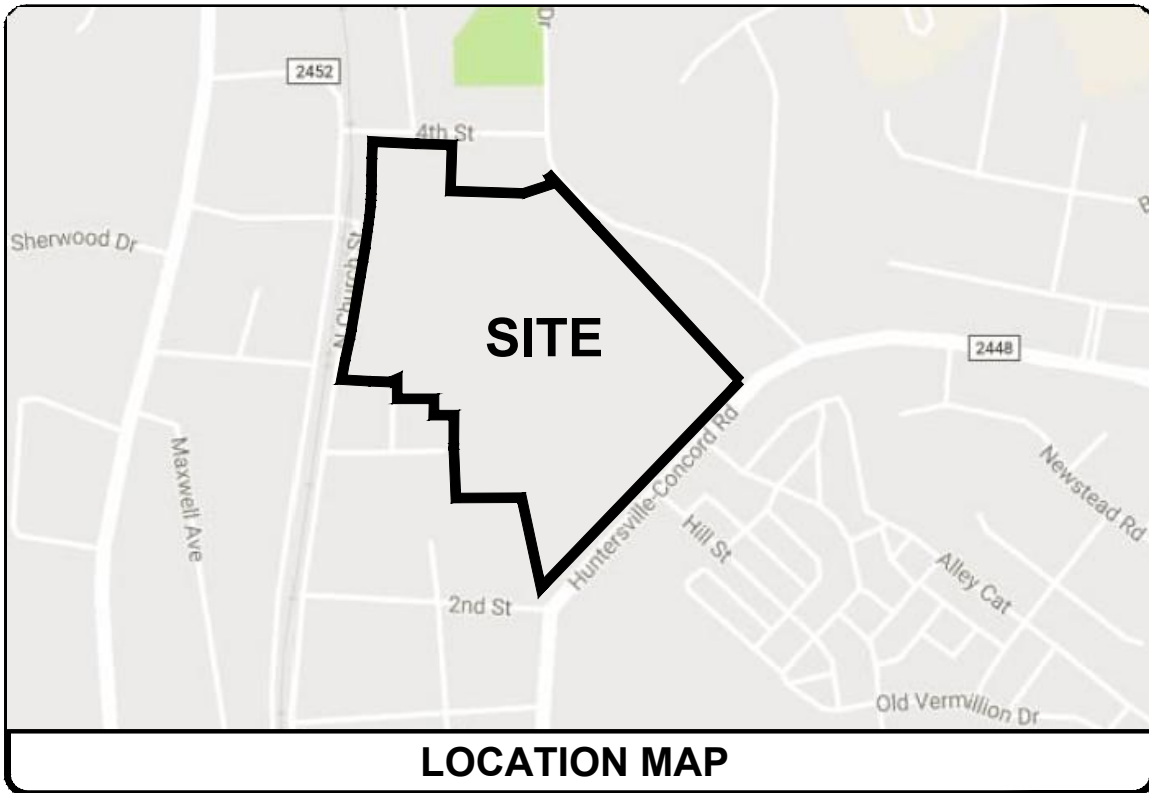 Dr
2452
4th St
Sherwood Dr
N Church St
SITE
2448
Huntersville-Concord Rd
Maxwell Ave
Newstead Rd
Hill St
Alley Cat
2nd St
Old Vermillion Dr
LOCATION MAP